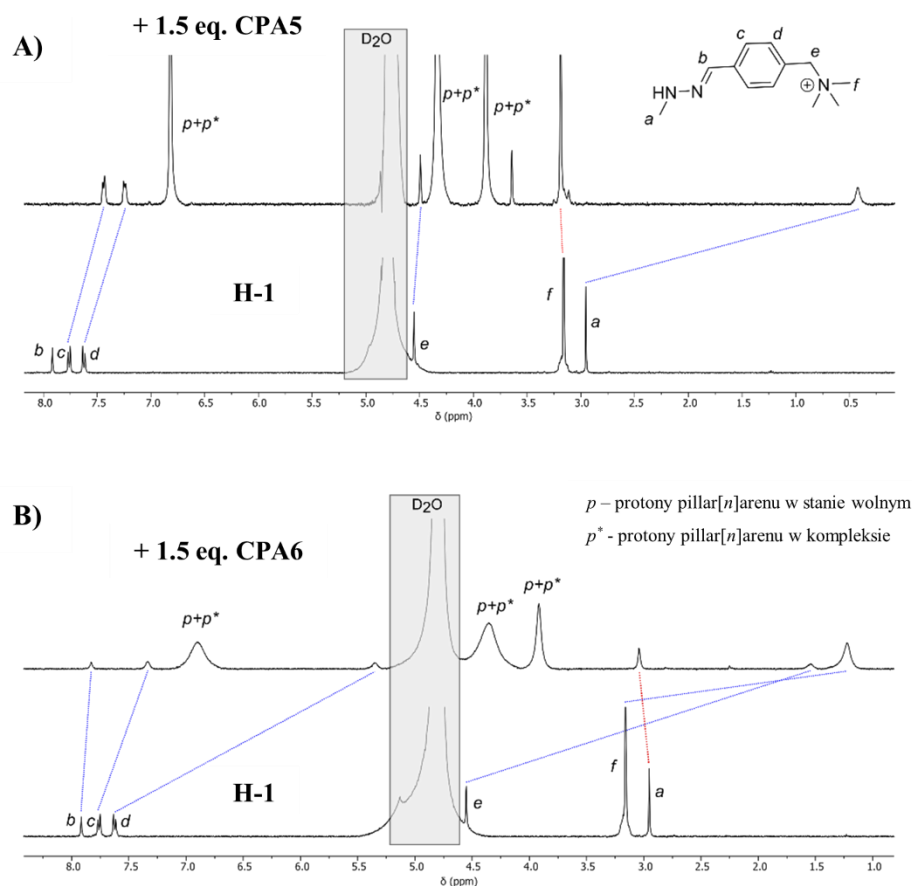 A)
+ 1.5 eq. CPA5
D₂O
p+p*
p+p*
p+p*
c
d
b
e
HN
N
N
⊕
f
a
H-1
b
c
d
e
f
a
8.0 7.5 7.0 6.5 6.0 5.5 5.0 4.5 4.0 3.5 3.0 2.5 2.0 1.5 1.0 0.5
δ (ppm)
B)
+ 1.5 eq. CPA6
D₂O
p – protony pillar[n]arenu w stanie wolnym
p* - protony pillar[n]arenu w kompleksie
p+p*
p+p*
p+p*
H-1
b
c
d
e
f
a
8.0 7.5 7.0 6.5 6.0 5.5 5.0 4.5 4.0 3.5 3.0 2.5 2.0 1.5 1.0
δ (ppm)